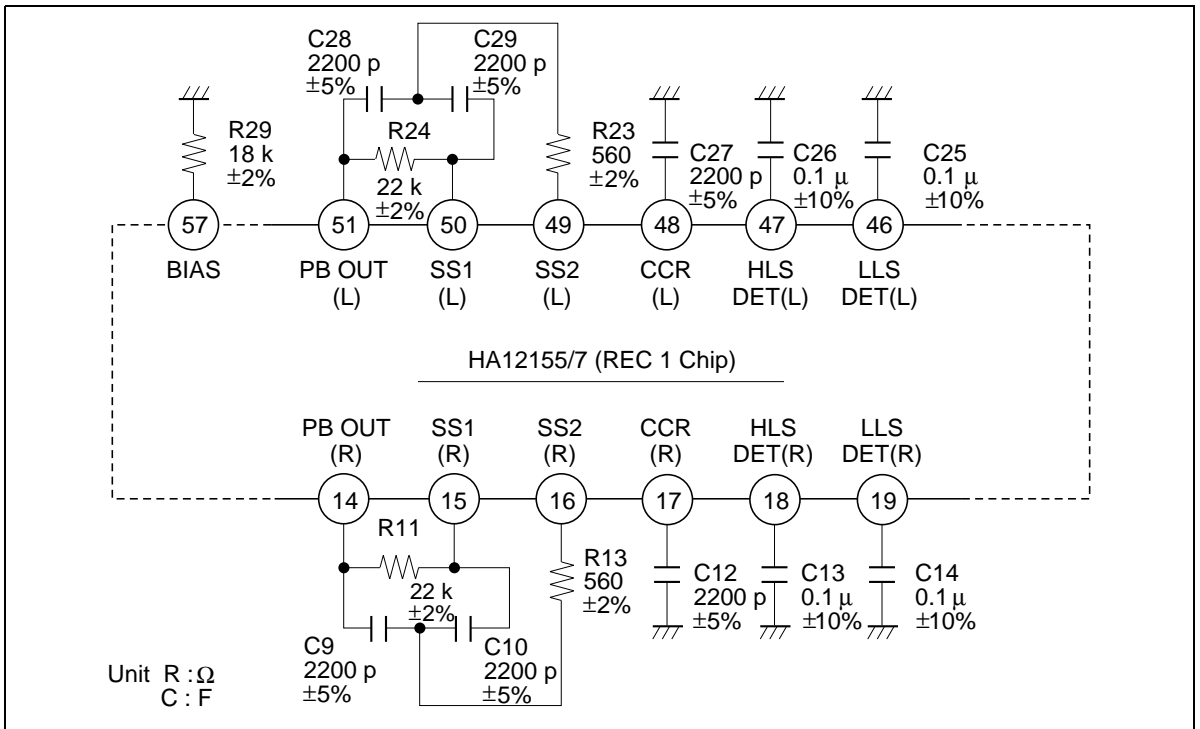 C28
2200 p
±5%
C29
2200 p
±5%
R29
18 k
±2%
R24
22 k
±2%
R23
560
±2%
C27
2200 p
±5%
C26
0.1 μ
±10%
C25
0.1 μ
±10%
57
51
50
49
48
47
46
BIAS
PB OUT
(L)
SS1
(L)
SS2
(L)
CCR
(L)
HLS
DET(L)
LLS
DET(L)
HA12155/7 (REC 1 Chip)
PB OUT
(R)
SS1
(R)
SS2
(R)
CCR
(R)
HLS
DET(R)
LLS
DET(R)
14
15
16
17
18
19
R11
22 k
±2%
R13
560
±2%
C12
2200 p
±5%
C13
0.1 μ
±10%
C14
0.1 μ
±10%
C9
2200 p
±5%
C10
2200 p
±5%
Unit R : Ω
C : F